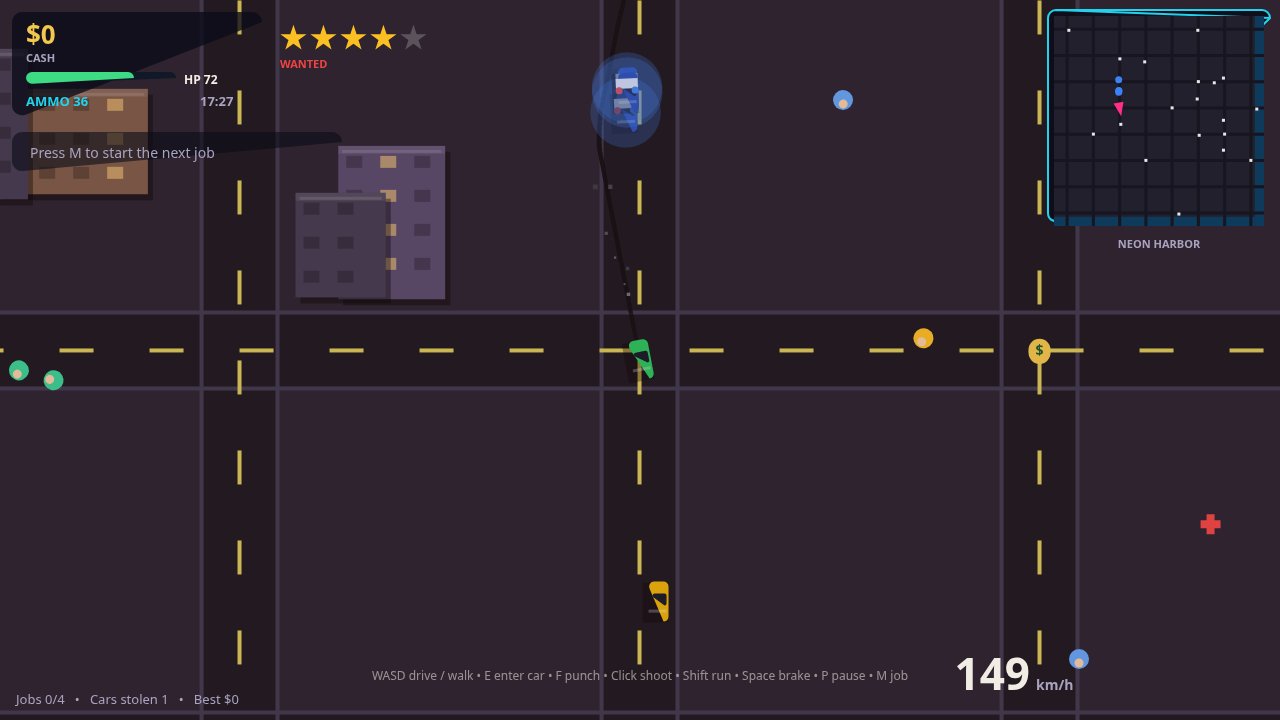 $0
CASH
HP 72
AMMO 36
17:27
WANTED
Press M to start the next job
NEON HARBOR
$
WASD drive / walk • E enter car • F punch • Click shoot • Shift run • Space brake • P pause • M job
149 km/h
Jobs 0/4 • Cars stolen 1 • Best $0